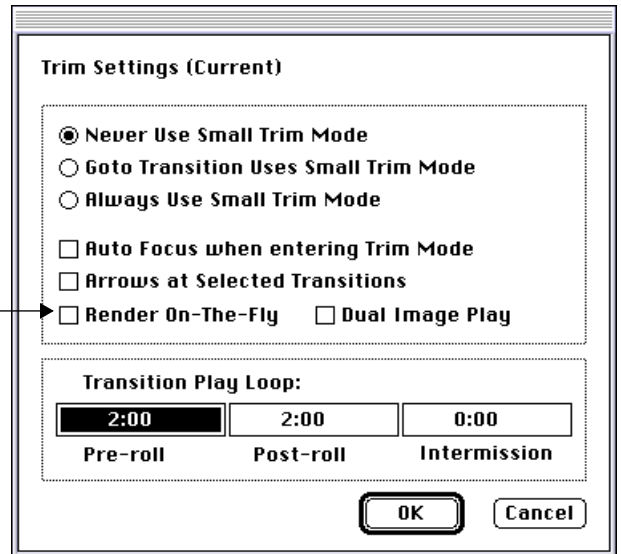 Trim Settings (Current)
Never Use Small Trim Mode
Goto Transition Uses Small Trim Mode
Always Use Small Trim Mode
Auto Focus when entering Trim Mode
Arrows at Selected Transitions
Render On-The-Fly Dual Image Play
Transition Play Loop:
2:00 2:00 0:00
Pre-roll Post-roll Intermission
OK Cancel